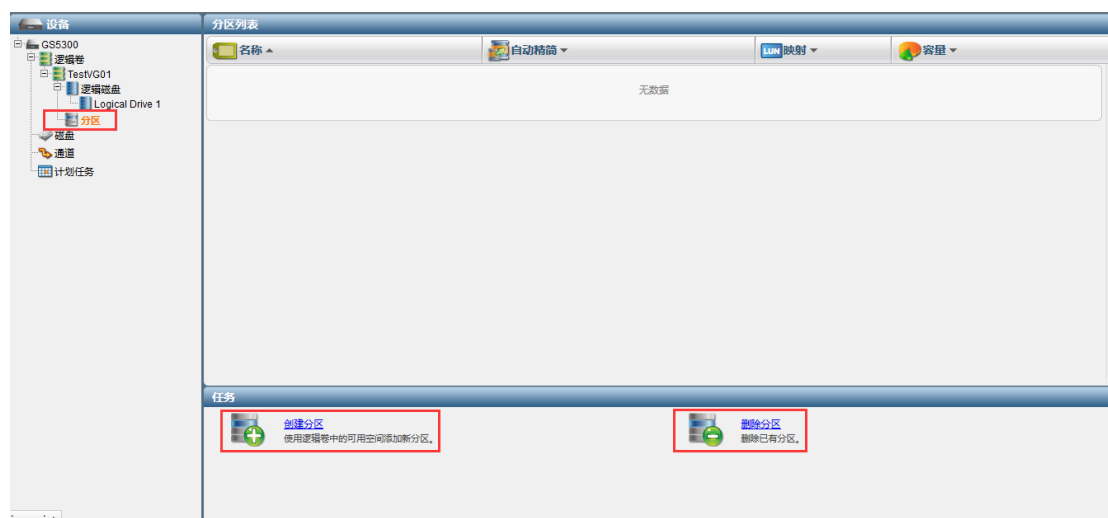 设备
GS5300
逻辑卷
TestVG01
逻辑磁盘
Logical Drive 1
分区
磁盘
通道
计划任务
分区列表
名称
自动精简
LUN 映射
容量
无数据
任务
创建分区
使用逻辑卷中的可用空间添加新分区。
删除分区
删除已有分区。